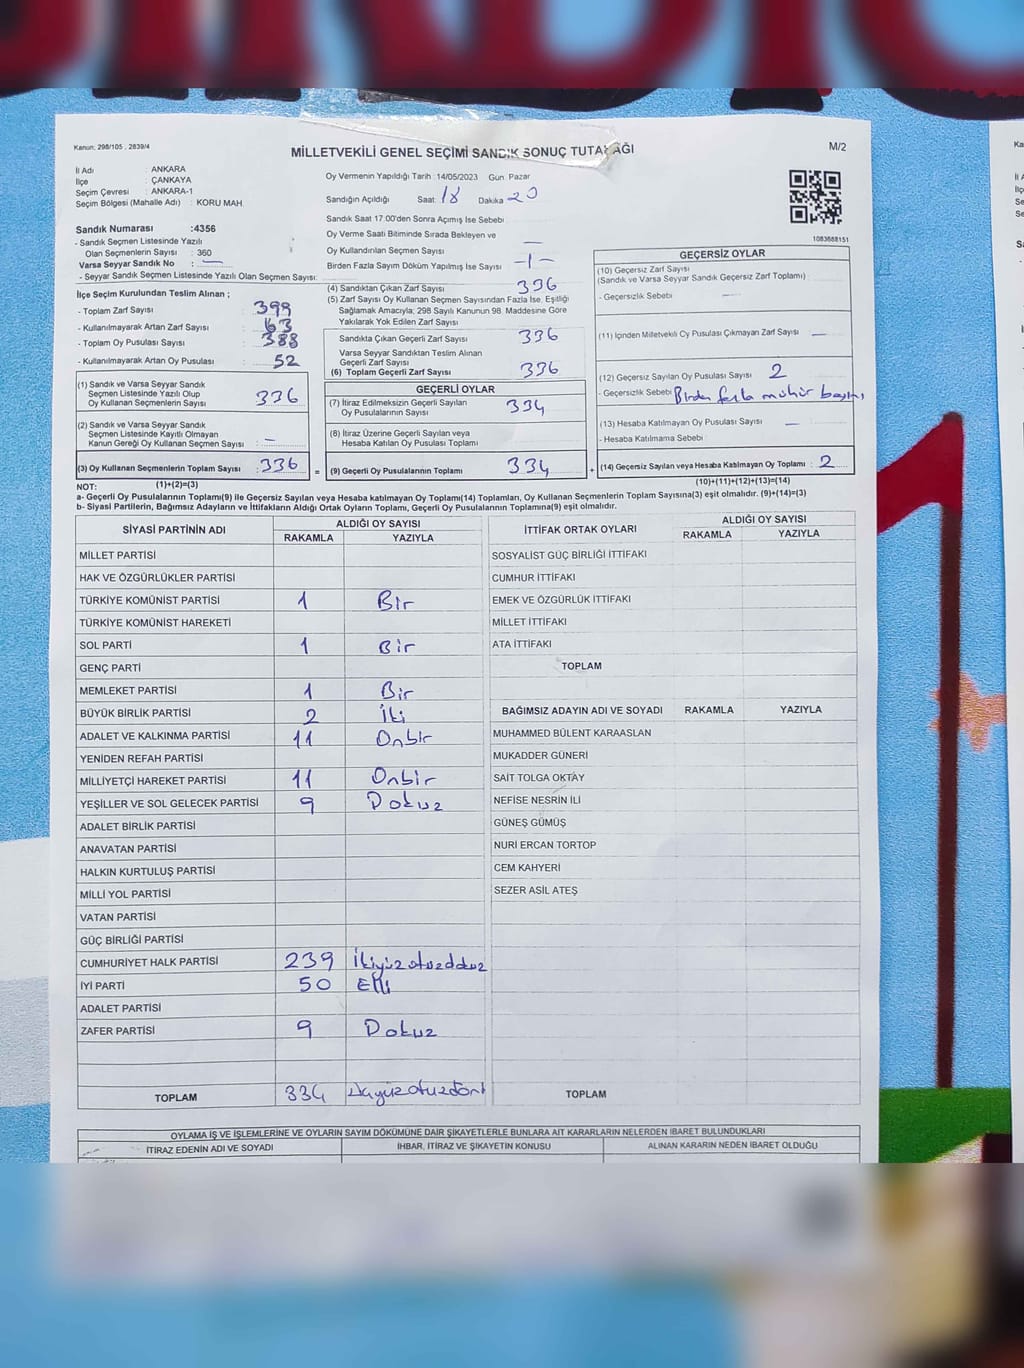 Kanun: 298/105 , 2839/4
MİLLETVEKİLİ GENEL SEÇİMİ SANDIK SONUÇ TUTANAĞI
M/2
İl Adı : ANKARA
İlçe : ÇANKAYA
Seçim Çevresi : ANKARA-1
Seçim Bölgesi (Mahalle Adı) : KORU MAH.
Oy Vermenin Yapıldığı Tarih : 14/05/2023 Gün: Pazar
Sandığın Açıldığı Saat: 18 Dakika 20
Sandık Saat 17.00'den Sonra Açımış İse Sebebi
Oy Verme Saati Bitiminde Sırada Bekleyen ve
Oy Kullandırılan Seçmen Sayısı —
Birden Fazla Sayım Döküm Yapılmış İse Sayısı -1-
1083688151
Sandık Numarası :4356
- Sandık Seçmen Listesinde Yazılı
Olan Seçmenlerin Sayısı : 360
Varsa Seyyar Sandık No : —
- Seyyar Sandık Seçmen Listesinde Yazılı Olan Seçmen Sayısı:
İlçe Seçim Kurulundan Teslim Alınan ;
- Toplam Zarf Sayısı : 399
- Kullanılmayarak Artan Zarf Sayısı : 63
- Toplam Oy Pusulası Sayısı : 388
- Kullanılmayarak Artan Oy Pusulası : 52
(1) Sandık ve Varsa Seyyar Sandık
Seçmen Listesinde Yazılı Olup
Oy Kullanan Seçmenlerin Sayısı : 336
(2) Sandık ve Varsa Seyyar Sandık
Seçmen Listesinde Kayıtlı Olmayan
Kanun Gereği Oy Kullanan Seçmen Sayısı : —
(3) Oy Kullanan Seçmenlerin Toplam Sayısı : 336
(4) Sandıktan Çıkan Zarf Sayısı 336
(5) Zarf Sayısı Oy Kullanan Seçmen Sayısından Fazla İse, Eşitliği
Sağlamak Amacıyla; 298 Sayılı Kanunun 98. Maddesine Göre
Yakılarak Yok Edilen Zarf Sayısı
Sandıkta Çıkan Geçerli Zarf Sayısı 336
Varsa Seyyar Sandıktan Teslim Alınan
Geçerli Zarf Sayısı
(6) Toplam Geçerli Zarf Sayısı 336
GEÇERLİ OYLAR
(7) İtiraz Edilmeksizin Geçerli Sayılan
Oy Pusulalarının Sayısı 334
(8) İtiraz Üzerine Geçerli Sayılan veya
Hesaba Katılan Oy Pusulası Toplamı
= (9) Geçerli Oy Pusulalarının Toplamı 334
GEÇERSİZ OYLAR
(10) Geçersiz Zarf Sayısı
(Sandık ve Varsa Seyyar Sandık Geçersiz Zarf Toplamı) :
- Geçersizlik Sebebi : —
(11) İçinden Milletvekili Oy Pusulası Çıkmayan Zarf Sayısı : —
(12) Geçersiz Sayılan Oy Pusulası Sayısı : 2
- Geçersizlik Sebebi : Birden fazla mühür basımı
(13) Hesaba Katılmayan Oy Pusulası Sayısı : —
- Hesaba Katılmama Sebebi :
+ (14) Geçersiz Sayılan veya Hesaba Katılmayan Oy Toplamı : 2
NOT: (1)+(2)=(3)
(10)+(11)+(12)+(13)=(14)
a- Geçerli Oy Pusulalarının Toplamı(9) ile Geçersiz Sayılan veya Hesaba katılmayan Oy Toplamı(14) Toplamları, Oy Kullanan Seçmenlerin Toplam Sayısına(3) eşit olmalıdır. (9)+(14)=(3)
b- Siyasi Partilerin, Bağımsız Adayların ve İttifakların Aldığı Ortak Oyların Toplamı, Geçerli Oy Pusulalarının Toplamına(9) eşit olmalıdır.
SİYASİ PARTİNİN ADI
ALDIĞI OY SAYISI
RAKAMLA YAZIYLA
MİLLET PARTİSİ
HAK VE ÖZGÜRLÜKLER PARTİSİ
TÜRKİYE KOMÜNİST PARTİSİ 1 Bir
TÜRKİYE KOMÜNİST HAREKETİ
SOL PARTİ 1 Bir
GENÇ PARTİ
MEMLEKET PARTİSİ 1 Bir
BÜYÜK BİRLİK PARTİSİ 2 İki
ADALET VE KALKINMA PARTİSİ 11 Onbir
YENİDEN REFAH PARTİSİ
MİLLİYETÇİ HAREKET PARTİSİ 11 Onbir
YEŞİLLER VE SOL GELECEK PARTİSİ 9 Dokuz
ADALET BİRLİK PARTİSİ
ANAVATAN PARTİSİ
HALKIN KURTULUŞ PARTİSİ
MİLLİ YOL PARTİSİ
VATAN PARTİSİ
GÜÇ BİRLİĞİ PARTİSİ
CUMHURİYET HALK PARTİSİ 239 İkiyüzotuzdokuz
İYİ PARTİ 50 Elli
ADALET PARTİSİ
ZAFER PARTİSİ 9 Dokuz
TOPLAM 334 üçyüzotuzdört
İTTİFAK ORTAK OYLARI
ALDIĞI OY SAYISI
RAKAMLA YAZIYLA
SOSYALİST GÜÇ BİRLİĞİ İTTİFAKI
CUMHUR İTTİFAKI
EMEK VE ÖZGÜRLÜK İTTİFAKI
MİLLET İTTİFAKI
ATA İTTİFAKI
TOPLAM
BAĞIMSIZ ADAYIN ADI VE SOYADI RAKAMLA YAZIYLA
MUHAMMED BÜLENT KARAASLAN
MUKADDER GÜNERİ
SAİT TOLGA OKTAY
NEFİSE NESRİN İLİ
GÜNEŞ GÜMÜŞ
NURİ ERCAN TORTOP
CEM KAHYERİ
SEZER ASİL ATEŞ
TOPLAM
OYLAMA İŞ VE İŞLEMLERİNE VE OYLARIN SAYIM DÖKÜMÜNE DAİR ŞİKAYETLERLE BUNLARA AİT KARARLARIN NELERDEN İBARET BULUNDUKLARI
İTİRAZ EDENİN ADI VE SOYADI
İHBAR, İTİRAZ VE ŞİKAYETİN KONUSU
ALINAN KARARIN NEDEN İBARET OLDUĞU